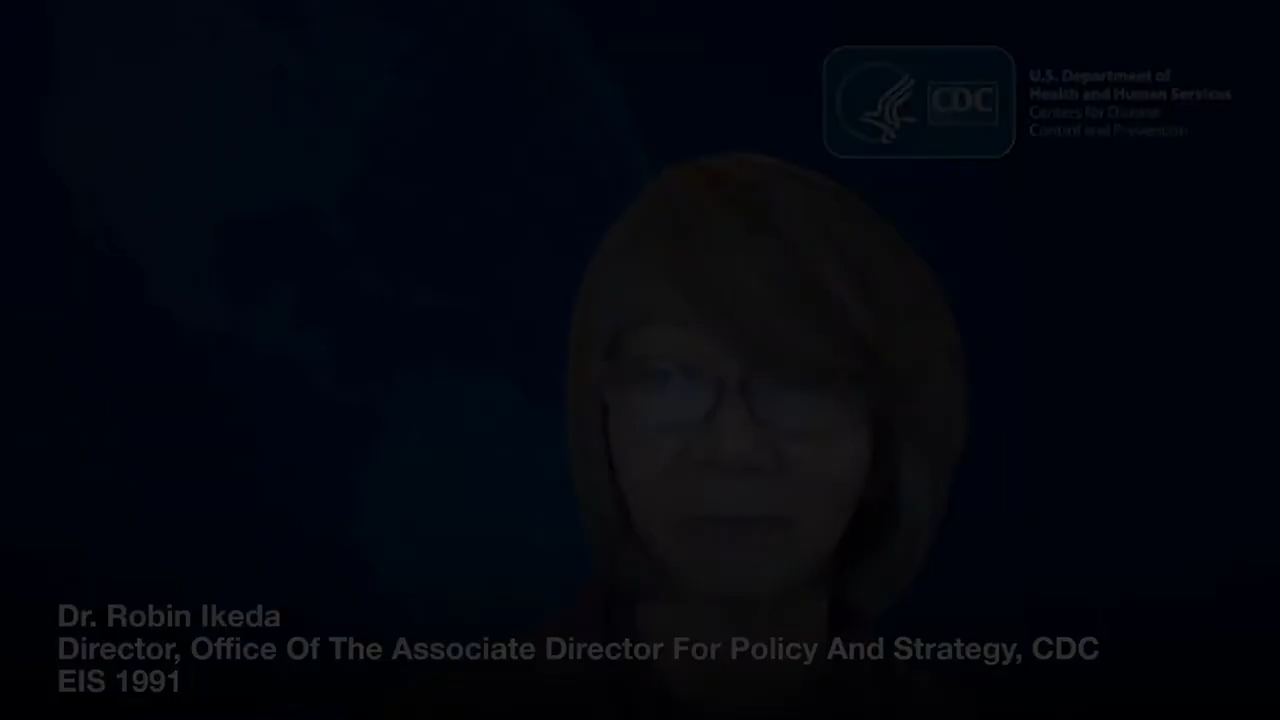 CDC
U.S. Department of
Health and Human Services
Centers for Disease
Control and Prevention
Dr. Robin Ikeda
Director, Office Of The Associate Director For Policy And Strategy, CDC
EIS 1991